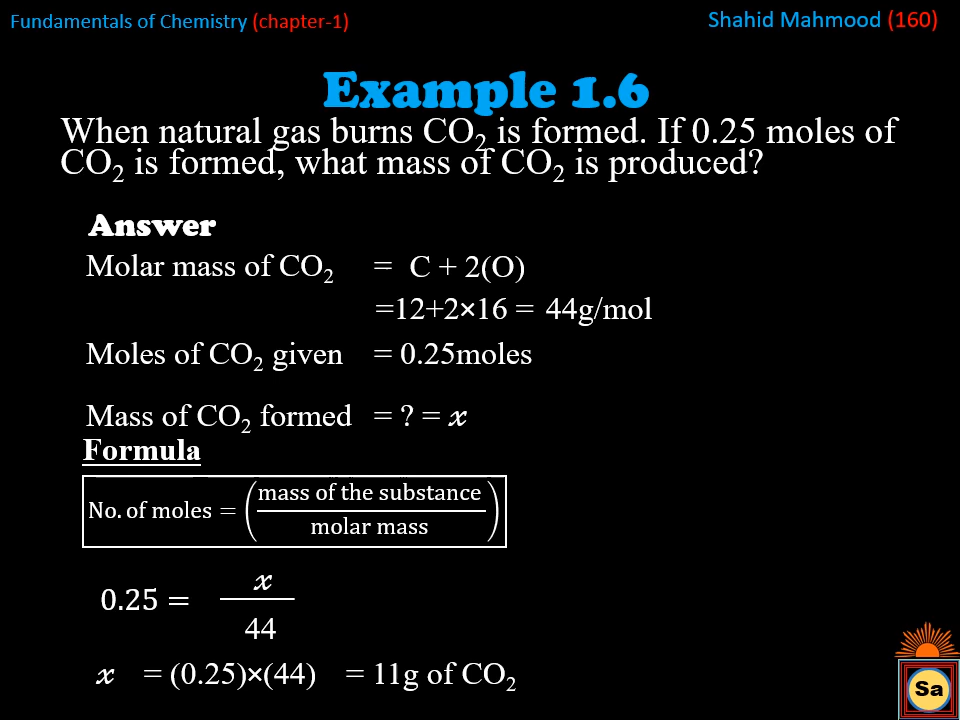 Fundamentals of Chemistry (chapter-1) Shahid Mahmood (160)
Example 1.6
When natural gas burns CO₂ is formed. If 0.25 moles of
CO₂ is formed, what mass of CO₂ is produced?
Answer
Molar mass of CO₂ = C + 2(O)
=12+2×16 = 44g/mol
Moles of CO₂ given = 0.25moles
Mass of CO₂ formed = ? = x
Formula
No. of moles = (mass of the substance / molar mass)
0.25 = x / 44
x = (0.25)×(44) = 11g of CO₂
Sa